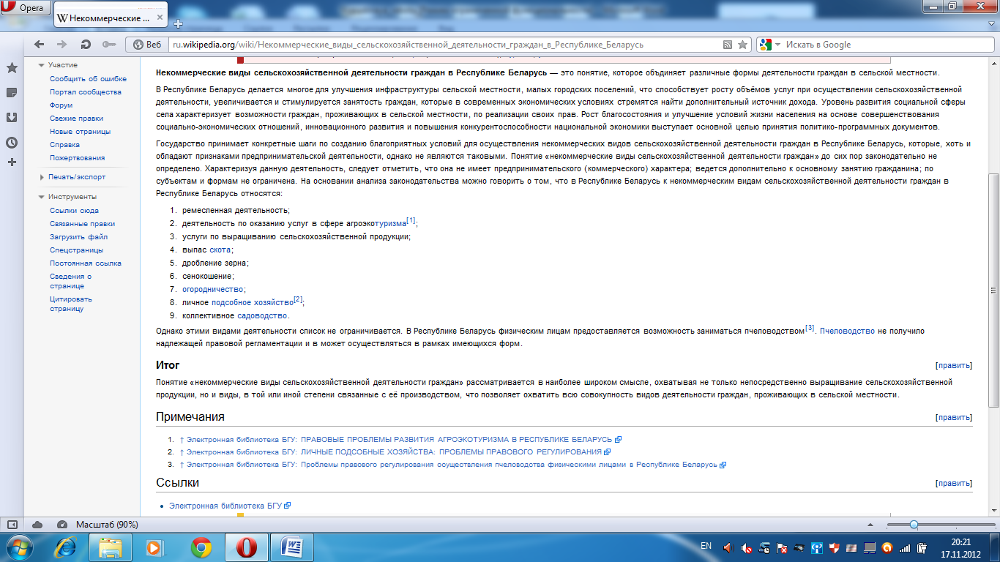 Opera
Некоммерческие ...
Веб
ru.wikipedia.org/wiki/Некоммерческие_виды_сельскохозяйственной_деятельности_граждан_в_Республике_Беларусь
Искать в Google
Участие
Сообщить об ошибке
Портал сообщества
Форум
Свежие правки
Новые страницы
Справка
Пожертвования
Печать/экспорт
Инструменты
Ссылки сюда
Связанные правки
Загрузить файл
Спецстраницы
Постоянная ссылка
Сведения о
странице
Цитировать
страницу
Некоммерческие виды сельскохозяйственной деятельности граждан в Республике Беларусь — это понятие, которое объдиняет различные формы деятельности граждан в сельской местности.
В Республике Беларусь делается многое для улучшения инфраструктуры сельской местности, малых городских поселений, что способствует росту объёмов услуг при осуществлении сельскохозяйственной
деятельности, увеличивается и стимулируется занятость граждан, которые в современных экономических условиях стремятся найти дополнительный источник дохода. Уровень развития социальной сферы
села характеризует возможности граждан, проживающих в сельской местности, по реализации своих прав. Рост благосостояния и улучшение условий жизни населения на основе совершенствования
социально-экономических отношений, инновационного развития и повышения конкурентоспособности национальной экономики выступает основной целью принятия политико-программных документов.
Государство принимает конкретные шаги по созданию благоприятных условий для осуществления некоммерческих видов сельскохозяйственной деятельности граждан в Республике Беларусь, которые, хоть и
обладают признаками предпринимательской деятельности, однако не являются таковыми. Понятие «некоммерческие виды сельскохозяйственной деятельности граждан» до сих пор законодательно не
определено. Характеризуя данную деятельность, следует отметить, что она не имеет предпринимательского (коммерческого) характера; ведется дополнительно к основному занятию гражданина; по
субъектам и формам не ограничена. На основании анализа законодательства можно говорить о том, что в Республике Беларусь к некоммерческим видам сельскохозяйственной деятельности граждан в
Республике Беларусь относятся:
1. ремесленная деятельность;
2. деятельность по оказанию услуг в сфере агроэкотуризма[1];
3. услуги по выращиванию сельскохозяйственной продукции;
4. выпас скота;
5. дробление зерна;
6. сенокошение;
7. огородничество;
8. личное подсобное хозяйство[2];
9. коллективное садоводство.
Однако этими видами деятельности список не ограничивается. В Республике Беларусь физическим лицам предоставляется возможность заниматься пчеловодством[3]. Пчеловодство не получило
надлежащей правовой регламентации и в может осуществляться в рамках имеющихся форм.
Итог [править]
Понятие «некоммерческие виды сельскохозяйственной деятельности граждан» рассматривается в наиболее широком смысле, охватывая не только непосредственно выращивание сельскохозяйственной
продукции, но и виды, в той или иной степени связанные с её производством, что позволяет охватить всю совокупность видов деятельности граждан, проживающих в сельской местности.
Примечания [править]
1. ↑ Электронная библиотека БГУ: ПРАВОВЫЕ ПРОБЛЕМЫ РАЗВИТИЯ АГРОЭКОТУРИЗМА В РЕСПУБЛИКЕ БЕЛАРУСЬ
2. ↑ Электронная библиотека БГУ: ЛИЧНЫЕ ПОДСОБНЫЕ ХОЗЯЙСТВА: ПРОБЛЕМЫ ПРАВОВОГО РЕГУЛИРОВАНИЯ
3. ↑ Электронная библиотека БГУ: Проблемы правового регулирования осуществления пчеловодства физическими лицами в Республике Беларусь
Ссылки [править]
• Электронная библиотека БГУ
Масштаб (90%)
EN
20:21
17.11.2012